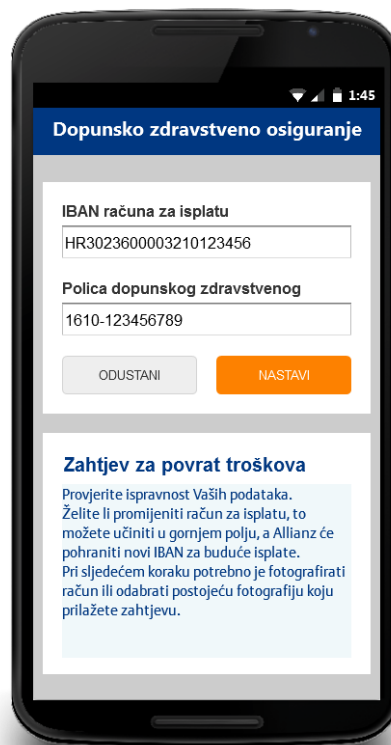 1:45
Dopunsko zdravstveno osiguranje
IBAN računa za isplatu
HR3023600003210123456
Polica dopunskog zdravstvenog
1610-123456789
ODUSTANI NASTAVI
Zahtjev za povrat troškova
Provjerite ispravnost Vaših podataka.
Želite li promijeniti račun za isplatu, to
možete učiniti u gornjem polju, a Allianz će
pohraniti novi IBAN za buduće isplate.
Pri sljedećem koraku potrebno je fotografirati
račun ili odabrati postojeću fotografiju koju
prilažete zahtjevu.